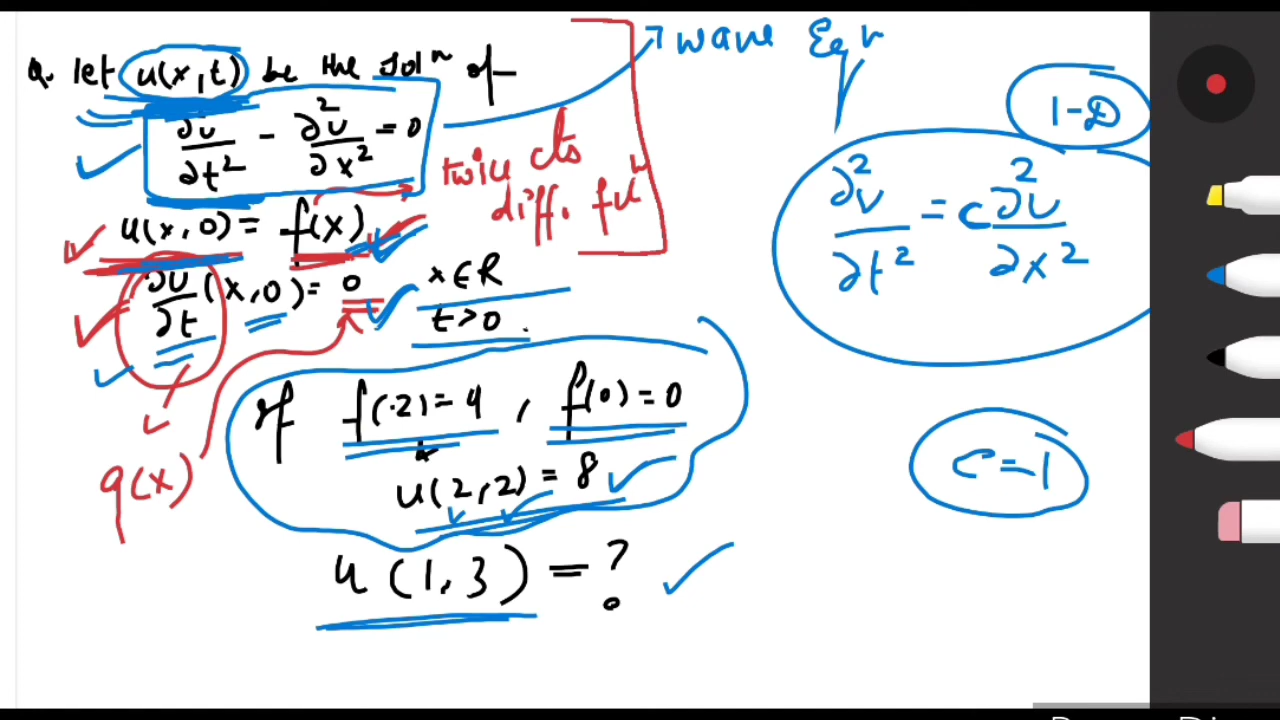 Q. let u(x,t) be the solⁿ of
∂²u/∂t² - ∂²u/∂x² = 0
u(x,0) = f(x)
∂u/∂t (x,0) = 0
x ∈ R
t > 0.
twice cts
diff. fuⁿ
wave Eqn
1-D
∂²u/∂t² = c ∂²u/∂x²
c = 1
If f(-2) = 4 , f(0) = 0
u(2,2) = 8
g(x)
u(1,3) = ?